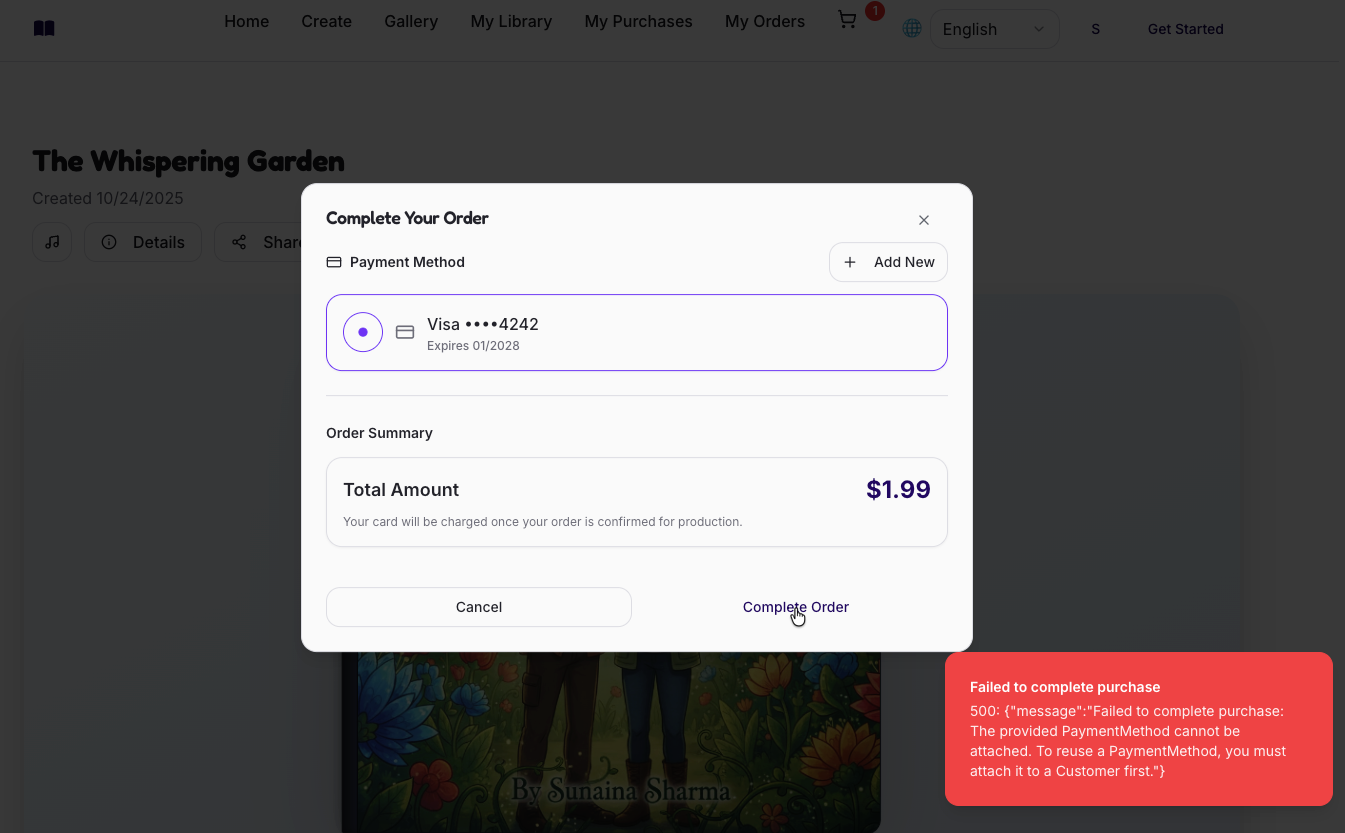 Home Create Gallery My Library My Purchases My Orders 1 English S Get Started
The Whispering Garden
Created 10/24/2025
Details Share
Complete Your Order
Payment Method Add New
Visa ••••4242
Expires 01/2028
Order Summary
Total Amount $1.99
Your card will be charged once your order is confirmed for production.
Cancel Complete Order
Failed to complete purchase
500: {"message":"Failed to complete purchase:
The provided PaymentMethod cannot be
attached. To reuse a PaymentMethod, you must
attach it to a Customer first."}
By Sunaina Sharma